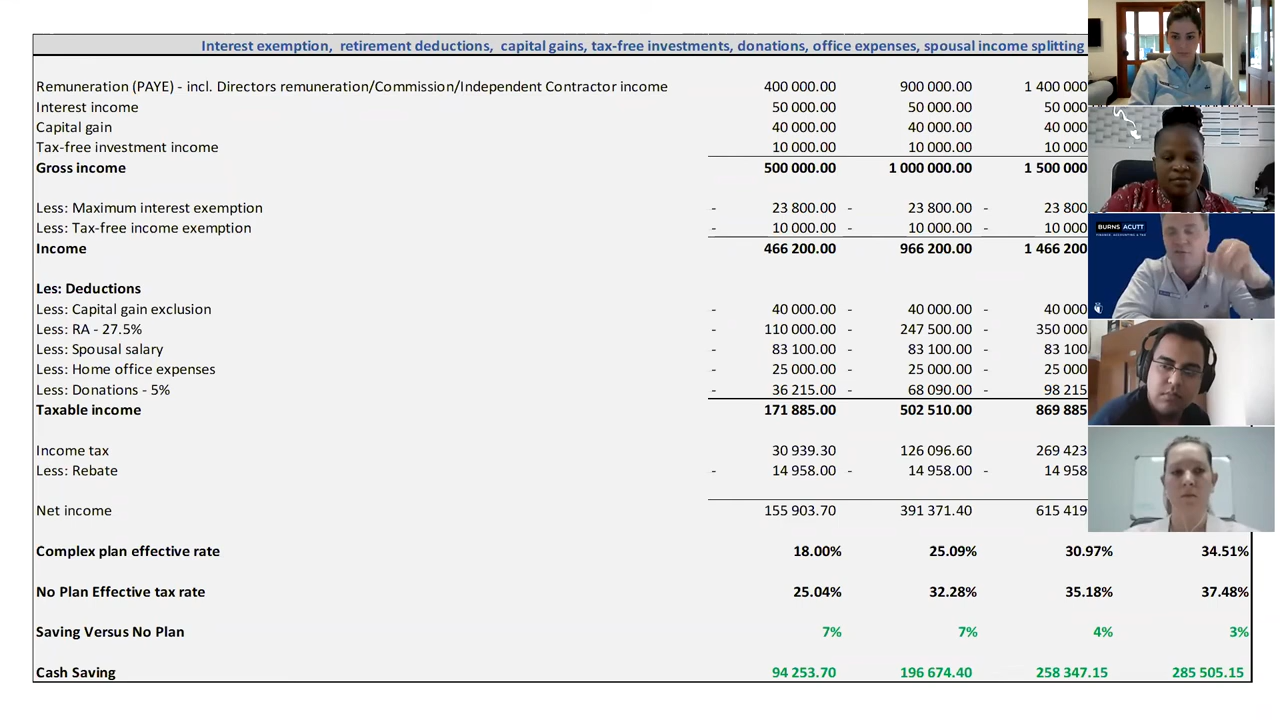 Interest exemption, retirement deductions, capital gains, tax-free investments, donations, office expenses, spousal income splitting
Remuneration (PAYE) - incl. Directors remuneration/Commission/Independent Contractor income 400 000.00 900 000.00 1 400 000
Interest income 50 000.00 50 000.00 50 000
Capital gain 40 000.00 40 000.00 40 000
Tax-free investment income 10 000.00 10 000.00 10 000
Gross income 500 000.00 1 000 000.00 1 500 000
Less: Maximum interest exemption - 23 800.00 - 23 800.00 - 23 800
Less: Tax-free income exemption - 10 000.00 - 10 000.00 - 10 000
Income 466 200.00 966 200.00 1 466 200
Les: Deductions
Less: Capital gain exclusion - 40 000.00 - 40 000.00 - 40 000
Less: RA - 27.5% - 110 000.00 - 247 500.00 - 350 000
Less: Spousal salary - 83 100.00 - 83 100.00 - 83 100
Less: Home office expenses - 25 000.00 - 25 000.00 - 25 000
Less: Donations - 5% - 36 215.00 - 68 090.00 - 98 215
Taxable income 171 885.00 502 510.00 869 885
Income tax 30 939.30 126 096.60 269 423
Less: Rebate - 14 958.00 - 14 958.00 - 14 958
Net income 155 903.70 391 371.40 615 419
Complex plan effective rate 18.00% 25.09% 30.97% 34.51%
No Plan Effective tax rate 25.04% 32.28% 35.18% 37.48%
Saving Versus No Plan 7% 7% 4% 3%
Cash Saving 94 253.70 196 674.40 258 347.15 285 505.15
BURNS ACUTT
FINANCE, ACCOUNTING & TAX